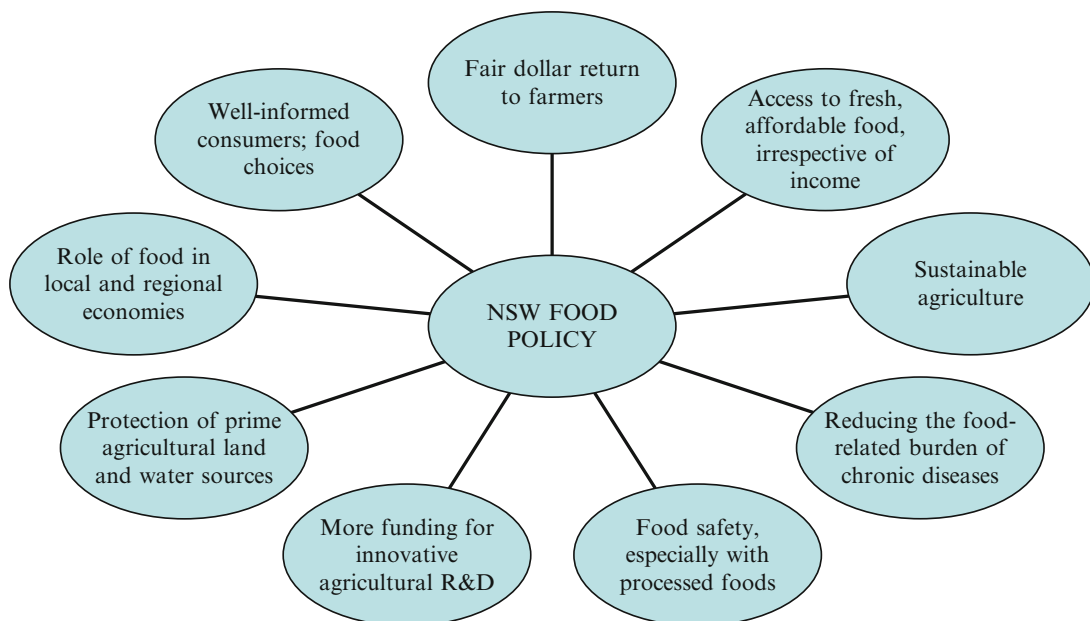 Fair dollar return
to farmers
Access to fresh,
affordable food,
irrespective of
income
Sustainable
agriculture
Reducing the food-
related burden of
chronic diseases
Food safety,
especially with
processed foods
More funding for
innovative
agricultural R&D
Protection of prime
agricultural land
and water sources
Role of food in
local and regional
economies
Well-informed
consumers; food
choices
NSW FOOD
POLICY